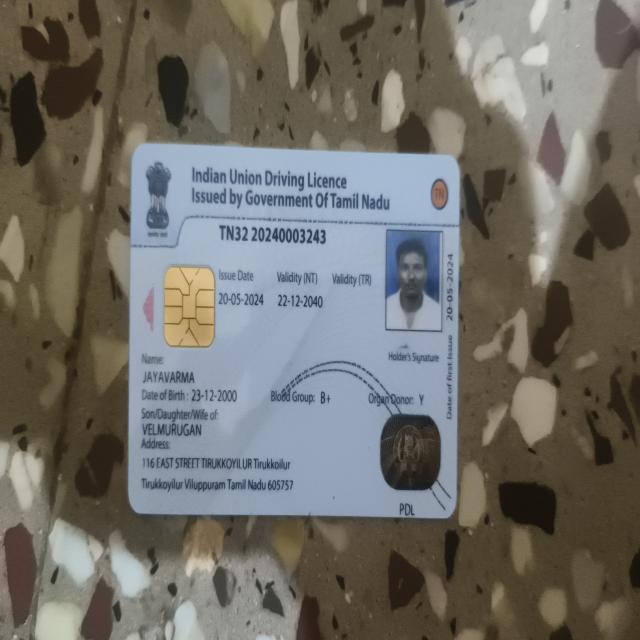 Indian Union Driving Licence
Issued by Government Of Tamil Nadu
TN
TN32 20240003243
Issue Date Validity (NT) Validity (TR)
20-05-2024 22-12-2040
Holder's Signature
Date of first Issue 20-05-2024
Name:
JAYAVARMA
Date of Birth: 23-12-2000 Blood Group: B+ Organ Donor: Y
Son/Daughter/Wife of:
VELMURUGAN
Address:
116 EAST STREET TIRUKKOYILUR Tirukkoilur
Tirukkoyilur Viluppuram Tamil Nadu 605757
PDL